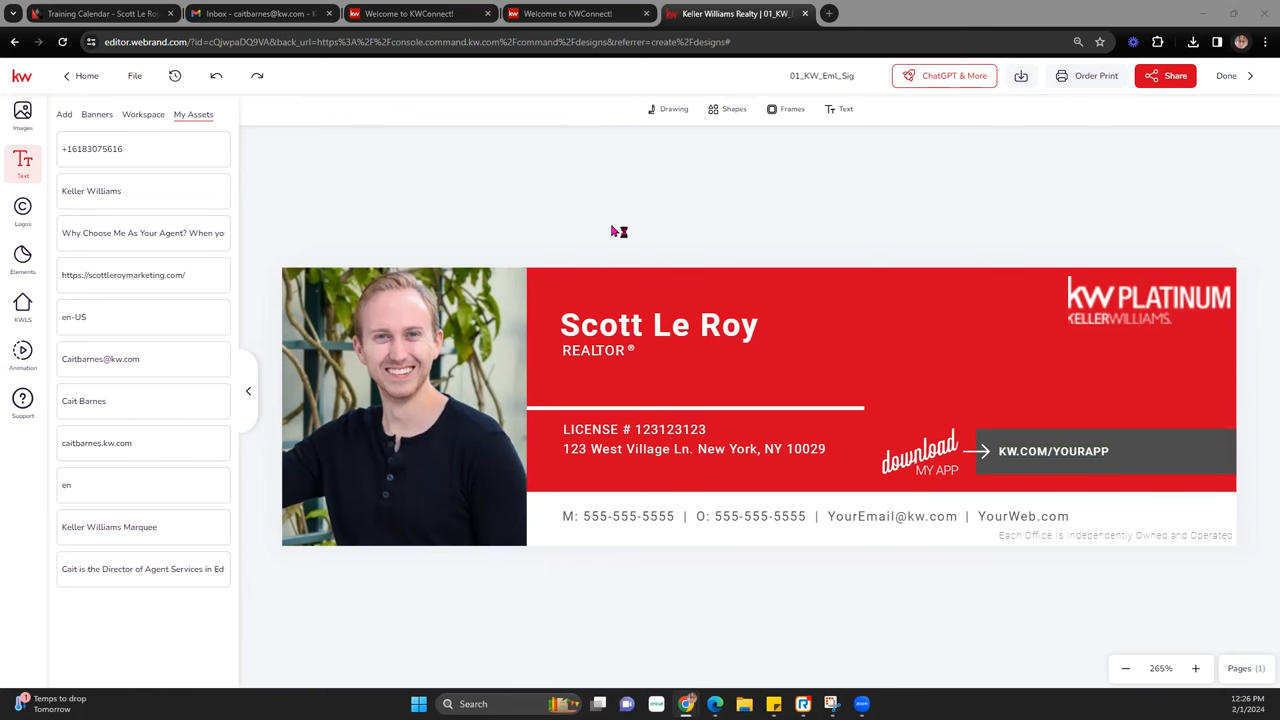 Training Calendar - Scott Le Roy
Inbox - caitbarnes@kw.com - K
Welcome to KWConnect!
Welcome to KWConnect!
Keller Williams Realty | 01_KW_
editor.webrand.com/?id=cQjwpaDQ9VA&back_url=https%3A%2F%2Fconsole.command.kw.com%2Fcommand%2Fdesigns&referrer=create%2Fdesigns#
kw
Home
File
01_KW_Eml_Sig
ChatGPT & More
Order Print
Share
Done
Images
Text
Logos
Elements
KWLS
Animation
Support
Add
Banners
Workspace
My Assets
Drawing
Shapes
Frames
Text
+16183075616
Keller Williams
Why Choose Me As Your Agent? When yo
https://scottleroymarketing.com/
en-US
Caitbarnes@kw.com
Cait Barnes
caitbarnes.kw.com
en
Keller Williams Marquee
Cait is the Director of Agent Services in Ed
Scott Le Roy
REALTOR®
kw PLATINUM
KELLERWILLIAMS.
LICENSE # 123123123
123 West Village Ln. New York, NY 10029
download
MY APP
KW.COM/YOURAPP
M: 555-555-5555 | O: 555-555-5555 | YourEmail@kw.com | YourWeb.com
Each Office is Independently Owned and Operated
265%
Pages (1)
1
Temps to drop
Tomorrow
Search
cricut
12:26 PM
2/1/2024